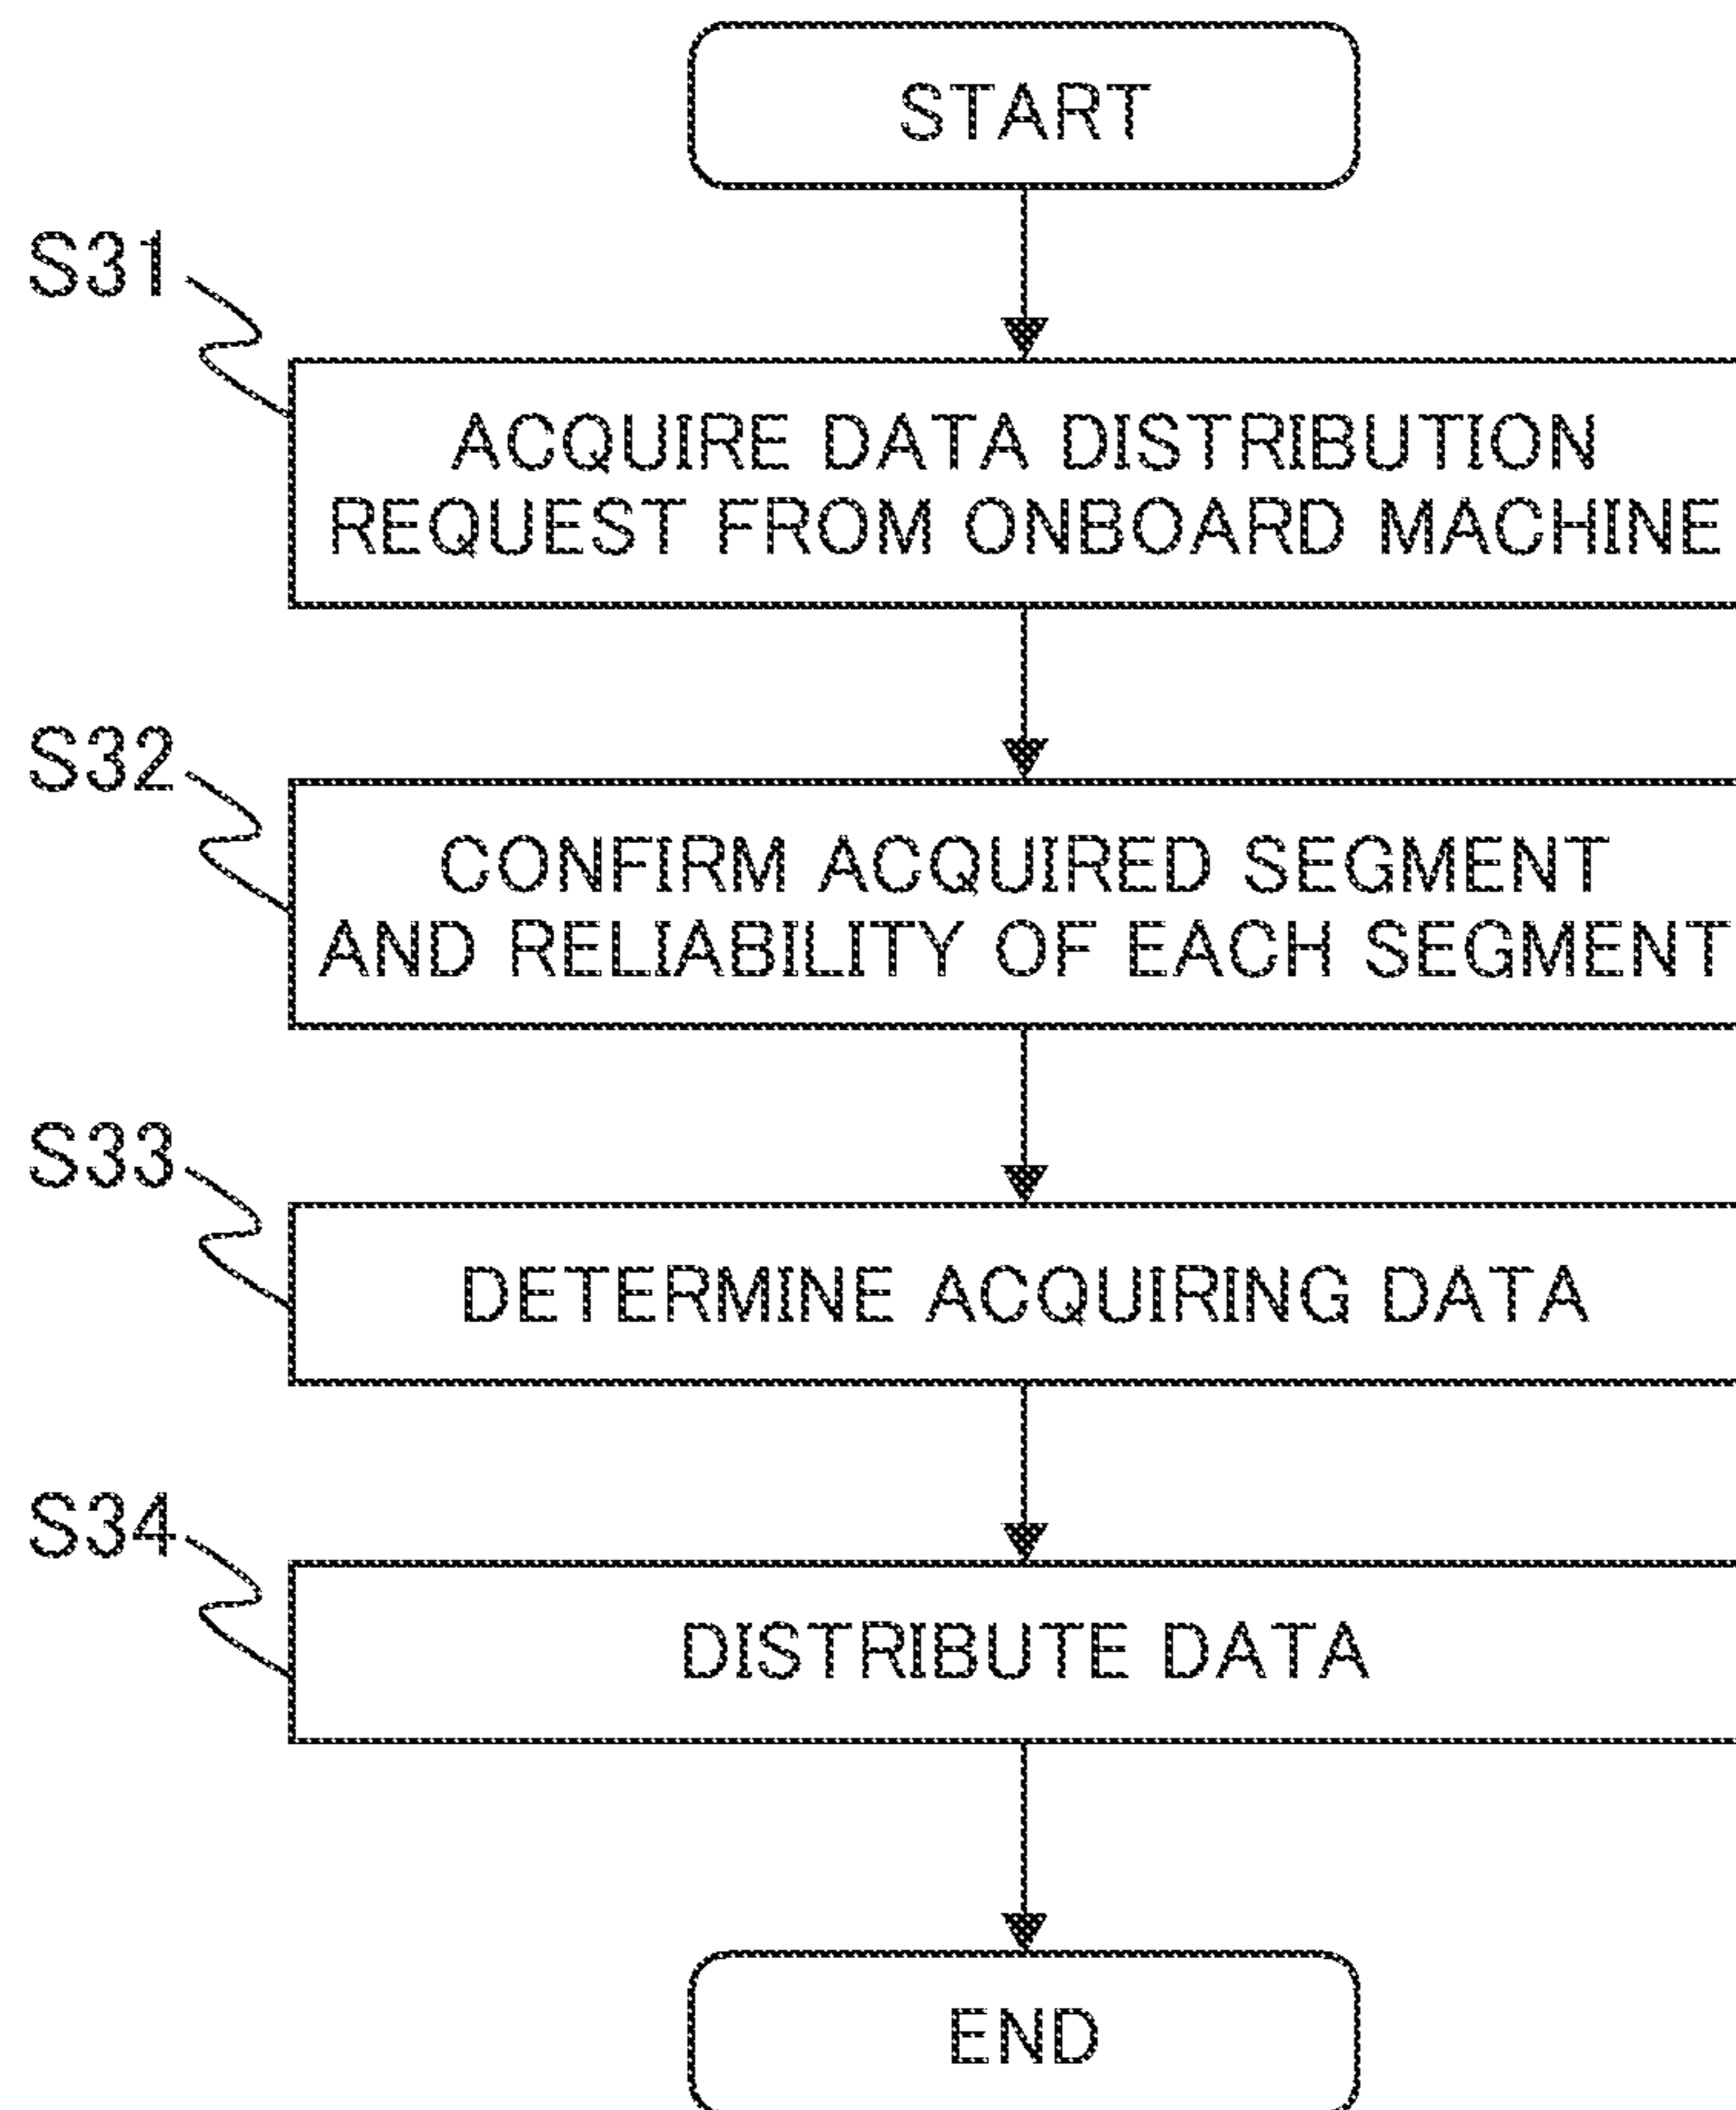 START
S31
ACQUIRE DATA DISTRIBUTION
REQUEST FROM ONBOARD MACHINE
S32
CONFIRM ACQUIRED SEGMENT
AND RELIABILITY OF EACH SEGMENT
S33
DETERMINE ACQUIRING DATA
S34
DISTRIBUTE DATA
END